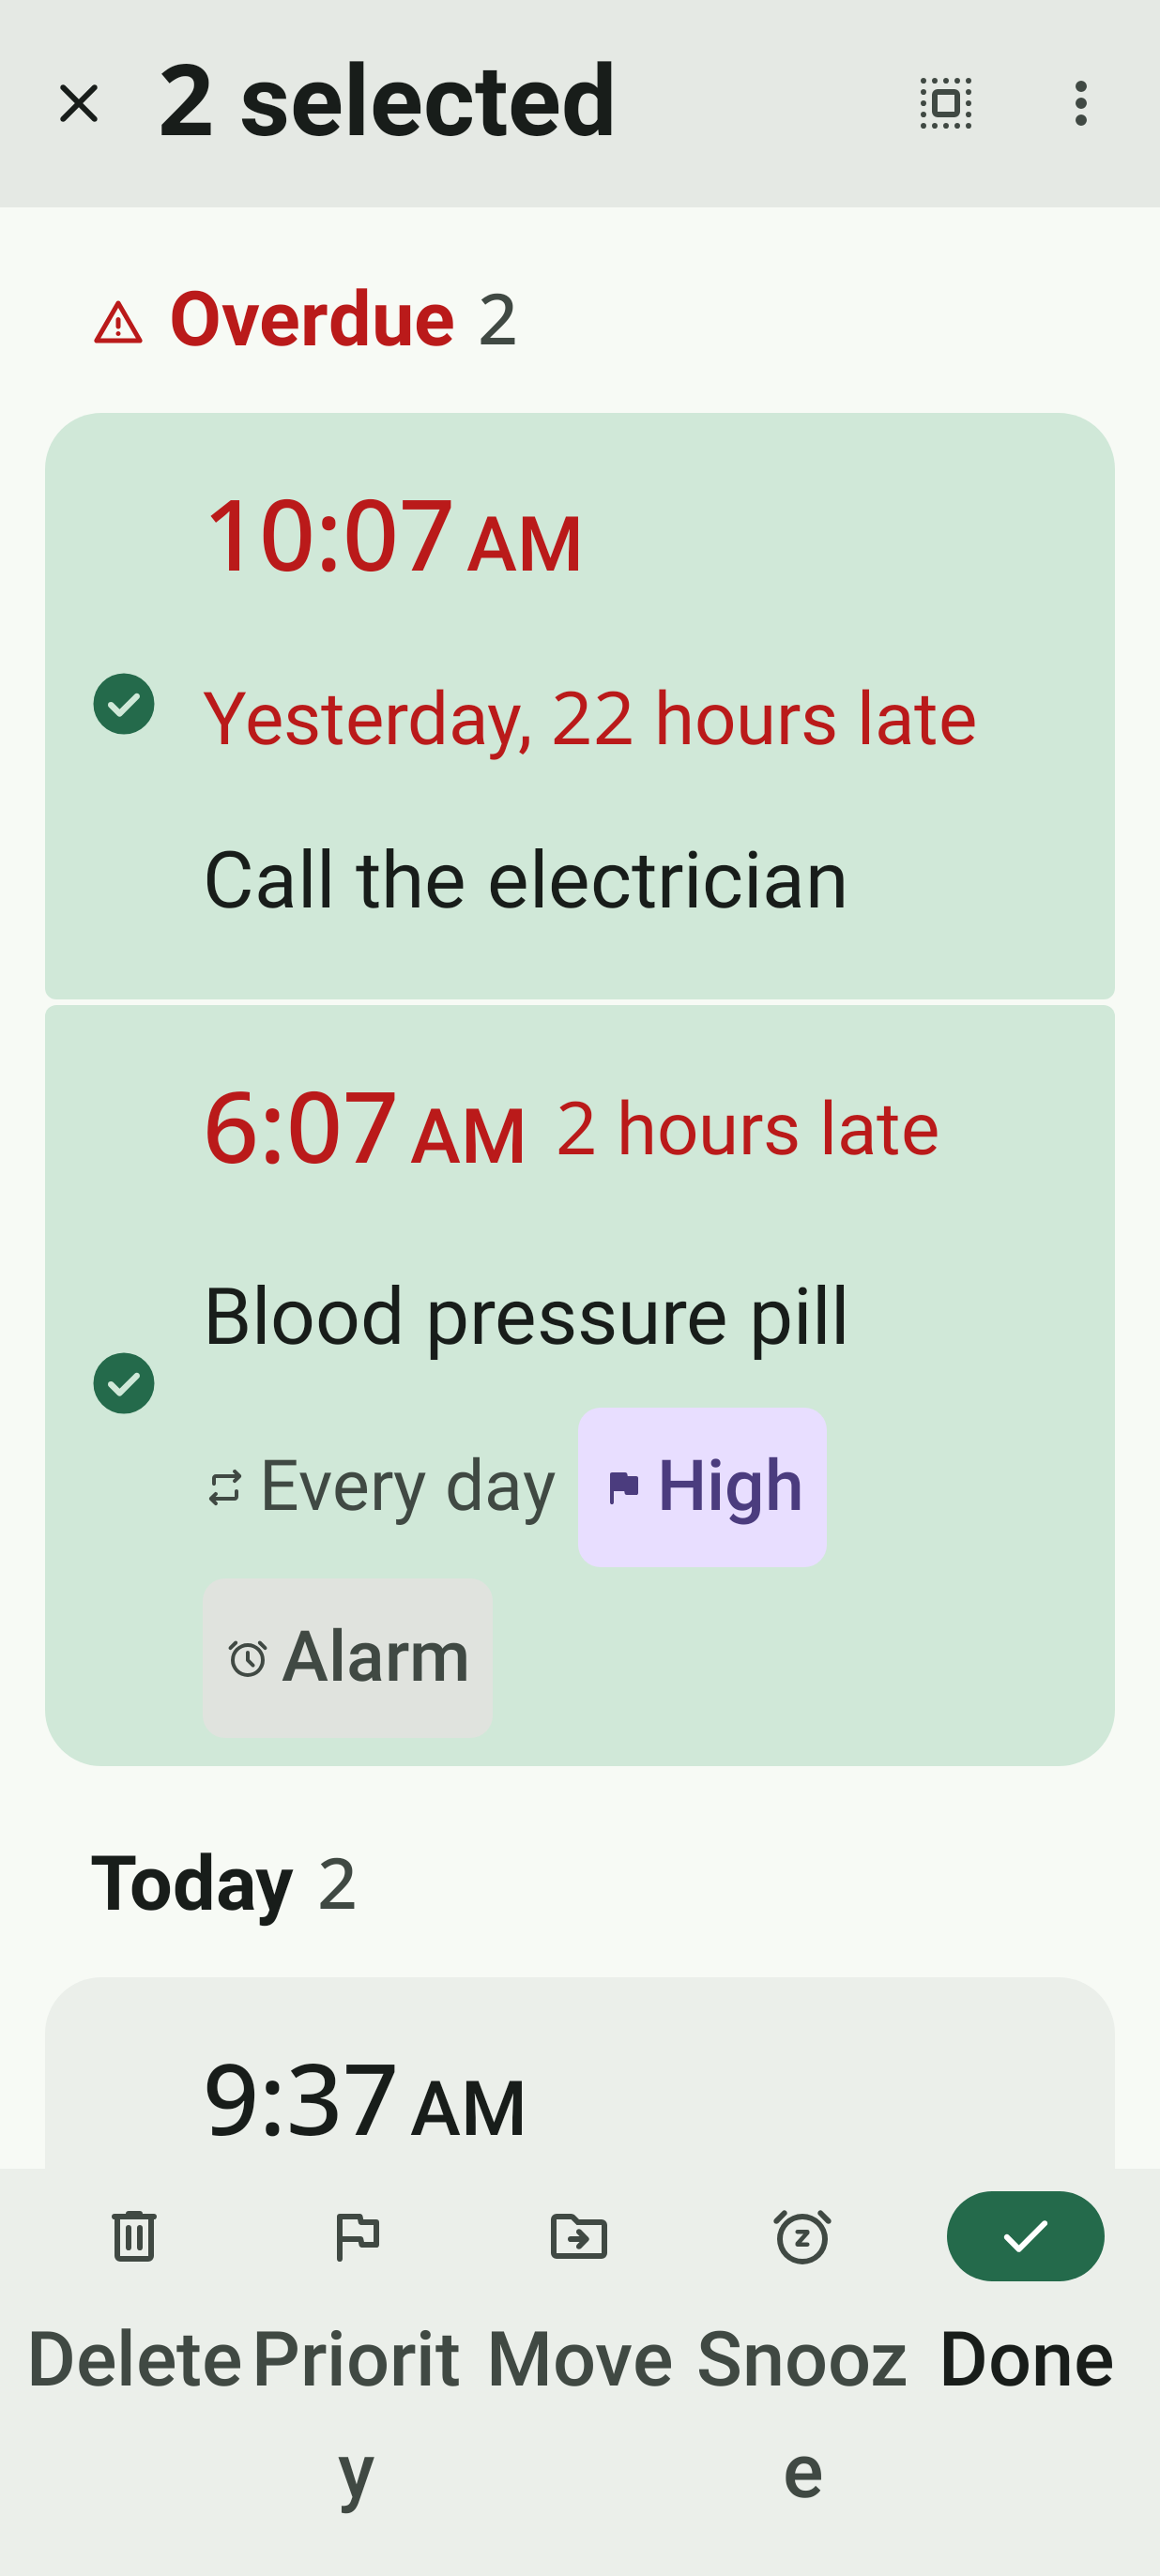 2 selected
Overdue 2
10:07 AM
Yesterday, 22 hours late
Call the electrician
6:07 AM 2 hours late
Blood pressure pill
Every day High
Alarm
Today 2
9:37 AM
Delete Priorit Move Snooz Done
y e